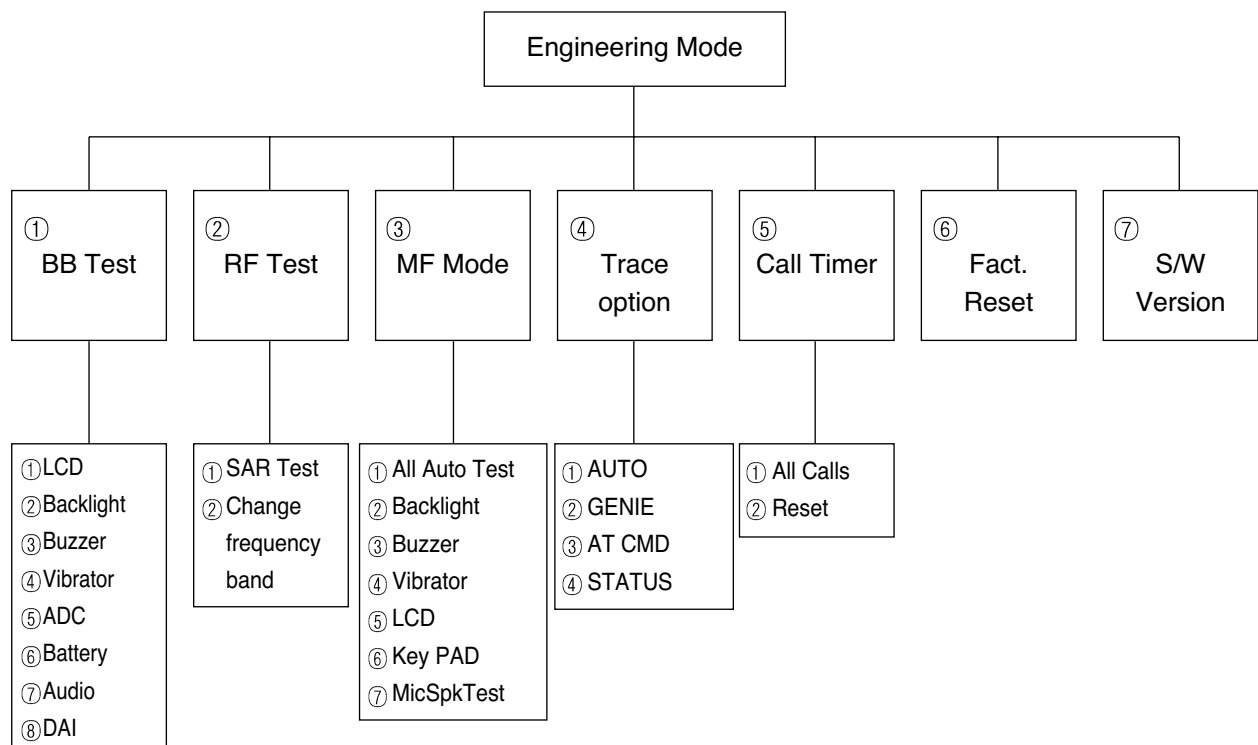 Engineering Mode
①
BB Test
②
RF Test
③
MF Mode
④
Trace
option
⑤
Call Timer
⑥
Fact.
Reset
⑦
S/W
Version
①LCD
②Backlight
③Buzzer
④Vibrator
⑤ADC
⑥Battery
⑦Audio
⑧DAI
① SAR Test
② Change
frequency
band
① All Auto Test
② Backlight
③ Buzzer
④ Vibrator
⑤ LCD
⑥ Key PAD
⑦ MicSpkTest
① AUTO
② GENIE
③ AT CMD
④ STATUS
① All Calls
② Reset